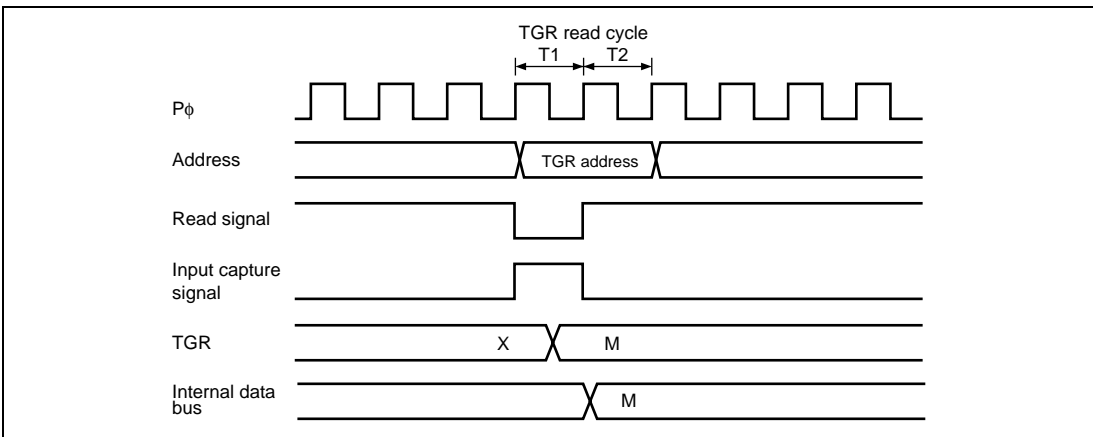 TGR read cycle
T1 T2
Pϕ
Address
TGR address
Read signal
Input capture
signal
TGR
X M
Internal data
bus
M